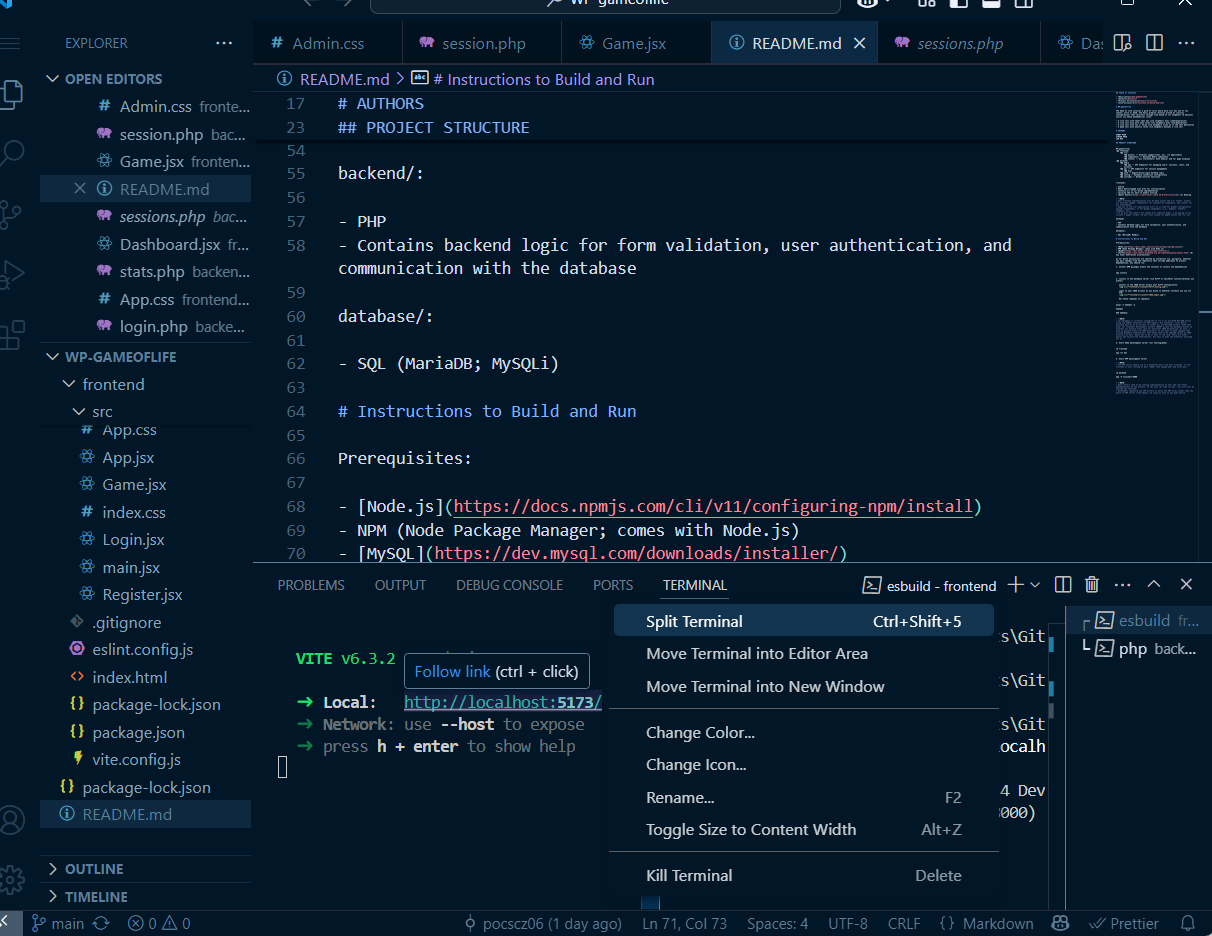 WP-gameoflife
EXPLORER
OPEN EDITORS
Admin.css fronte...
session.php bac...
Game.jsx fronten...
README.md
sessions.php bac...
Dashboard.jsx fr...
stats.php backen...
App.css frontend...
login.php backe...
WP-GAMEOFLIFE
frontend
src
App.css
App.jsx
Game.jsx
index.css
Login.jsx
main.jsx
Register.jsx
.gitignore
eslint.config.js
index.html
package-lock.json
package.json
vite.config.js
package-lock.json
README.md
OUTLINE
TIMELINE
Admin.css session.php Game.jsx README.md sessions.php Das
README.md > # Instructions to Build and Run
17 # AUTHORS
23 ## PROJECT STRUCTURE
54
55 backend/:
56
57 - PHP
58 - Contains backend logic for form validation, user authentication, and
communication with the database
59
60 database/:
61
62 - SQL (MariaDB; MySQLi)
63
64 # Instructions to Build and Run
65
66 Prerequisites:
67
68 - [Node.js](https://docs.npmjs.com/cli/v11/configuring-npm/install)
69 - NPM (Node Package Manager; comes with Node.js)
70 - [MySQL](https://dev.mysql.com/downloads/installer/)
PROBLEMS OUTPUT DEBUG CONSOLE PORTS TERMINAL esbuild - frontend
VITE v6.3.2
Follow link (ctrl + click)
➜ Local: http://localhost:5173/
➜ Network: use --host to expose
➜ press h + enter to show help
Split Terminal Ctrl+Shift+5
Move Terminal into Editor Area
Move Terminal into New Window
Change Color...
Change Icon...
Rename... F2
Toggle Size to Content Width Alt+Z
Kill Terminal Delete
s\Git
s\Git
s\Git
ocalh
4 Dev
000)
esbuild fr...
php back...
main 0 0 pocscz06 (1 day ago) Ln 71, Col 73 Spaces: 4 UTF-8 CRLF {} Markdown Prettier